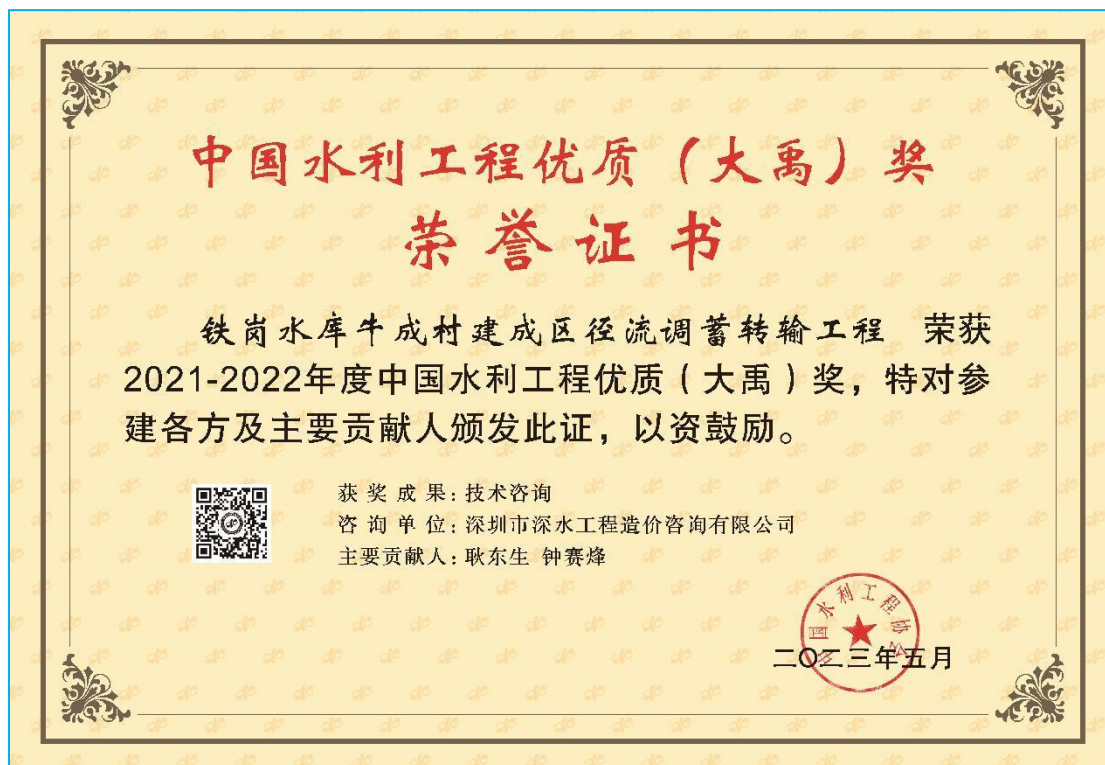 中国水利工程优质（大禹）奖
荣誉证书
铁岗水库牛成村建成区径流调蓄转输工程 荣获
2021-2022年度中国水利工程优质（大禹）奖，特对参
建各方及主要贡献人颁发此证，以资鼓励。
获奖成果：技术咨询
咨询单位：深圳市深水工程造价咨询有限公司
主要贡献人：耿东生 钟赛烽
中国水利工程协会
二〇二三年五月